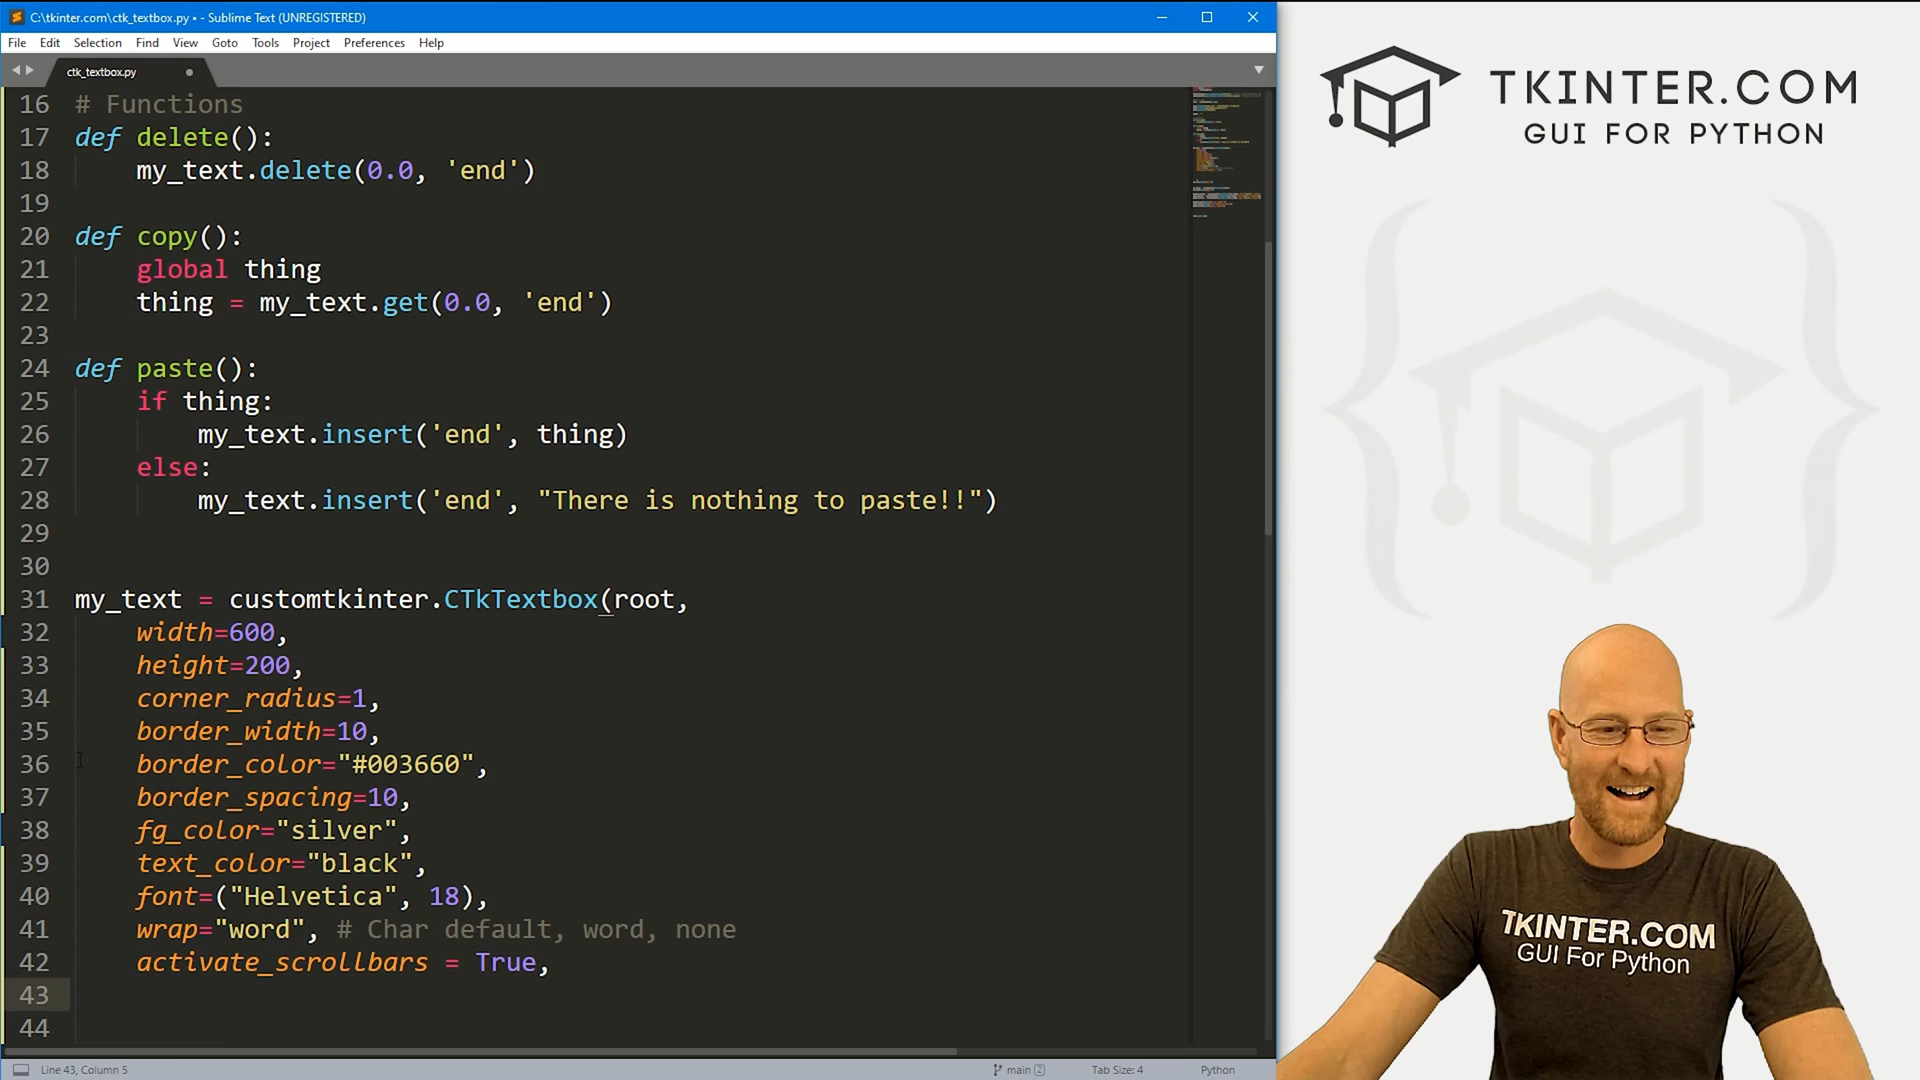 C:\tkinter.com\ctk_textbox.py • - Sublime Text (UNREGISTERED)
File Edit Selection Find View Goto Tools Project Preferences Help
ctk_textbox.py
16 # Functions
17 def delete():
18     my_text.delete(0.0, 'end')
19
20 def copy():
21     global thing
22     thing = my_text.get(0.0, 'end')
23
24 def paste():
25     if thing:
26         my_text.insert('end', thing)
27     else:
28         my_text.insert('end', "There is nothing to paste!!")
29
30
31 my_text = customtkinter.CTkTextbox(root,
32     width=600,
33     height=200,
34     corner_radius=1,
35     border_width=10,
36     border_color="#003660",
37     border_spacing=10,
38     fg_color="silver",
39     text_color="black",
40     font=("Helvetica", 18),
41     wrap="word", # Char default, word, none
42     activate_scrollbars = True,
43
44
Line 43, Column 5
main 2
Tab Size: 4
Python
TKINTER.COM
GUI FOR PYTHON
TKINTER.COM
GUI For Python